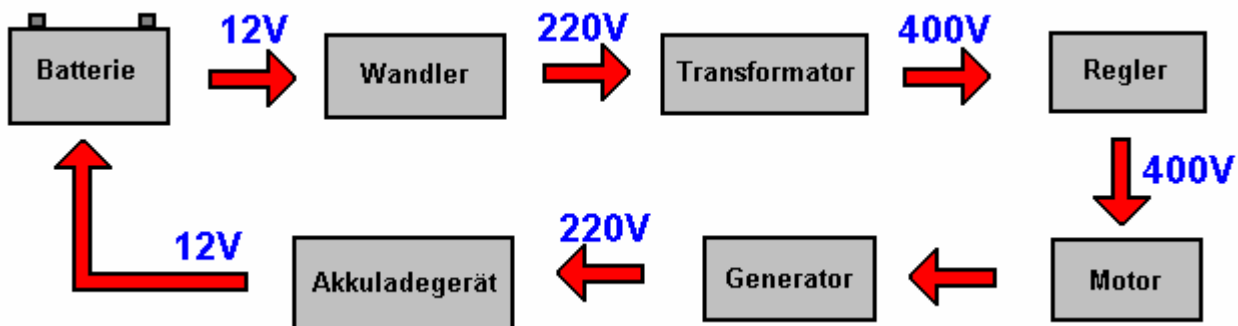 12V
220V
400V
Batterie
Wandler
Transformator
Regler
400V
12V
220V
Akkuladegerät
Generator
Motor